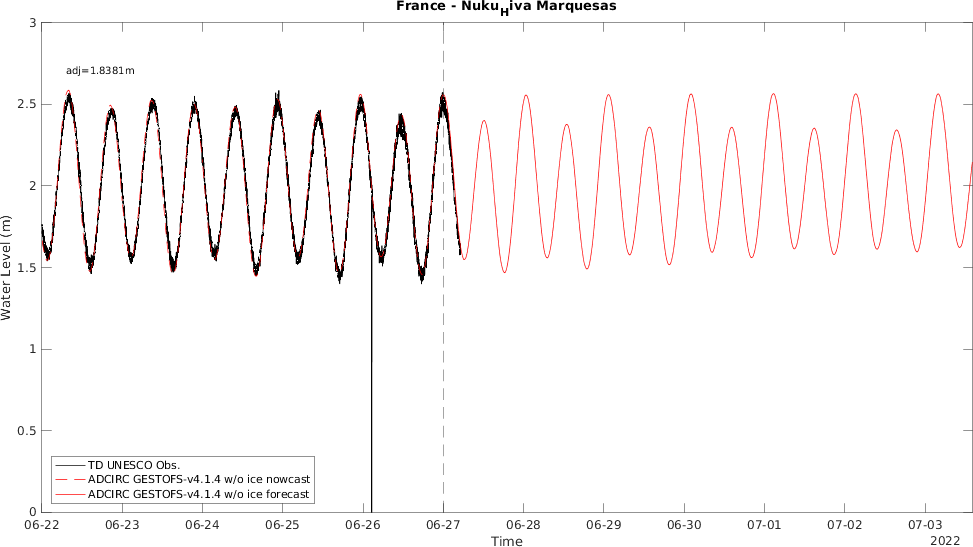 France - Nuku_Hiva Marquesas
adj=1.8381m
3
2.5
2
1.5
1
0.5
0
Water Level (m)
TD UNESCO Obs.
ADCIRC GESTOFS-v4.1.4 w/o ice nowcast
ADCIRC GESTOFS-v4.1.4 w/o ice forecast
06-22 06-23 06-24 06-25 06-26 06-27 06-28 06-29 06-30 07-01 07-02 07-03
Time
2022